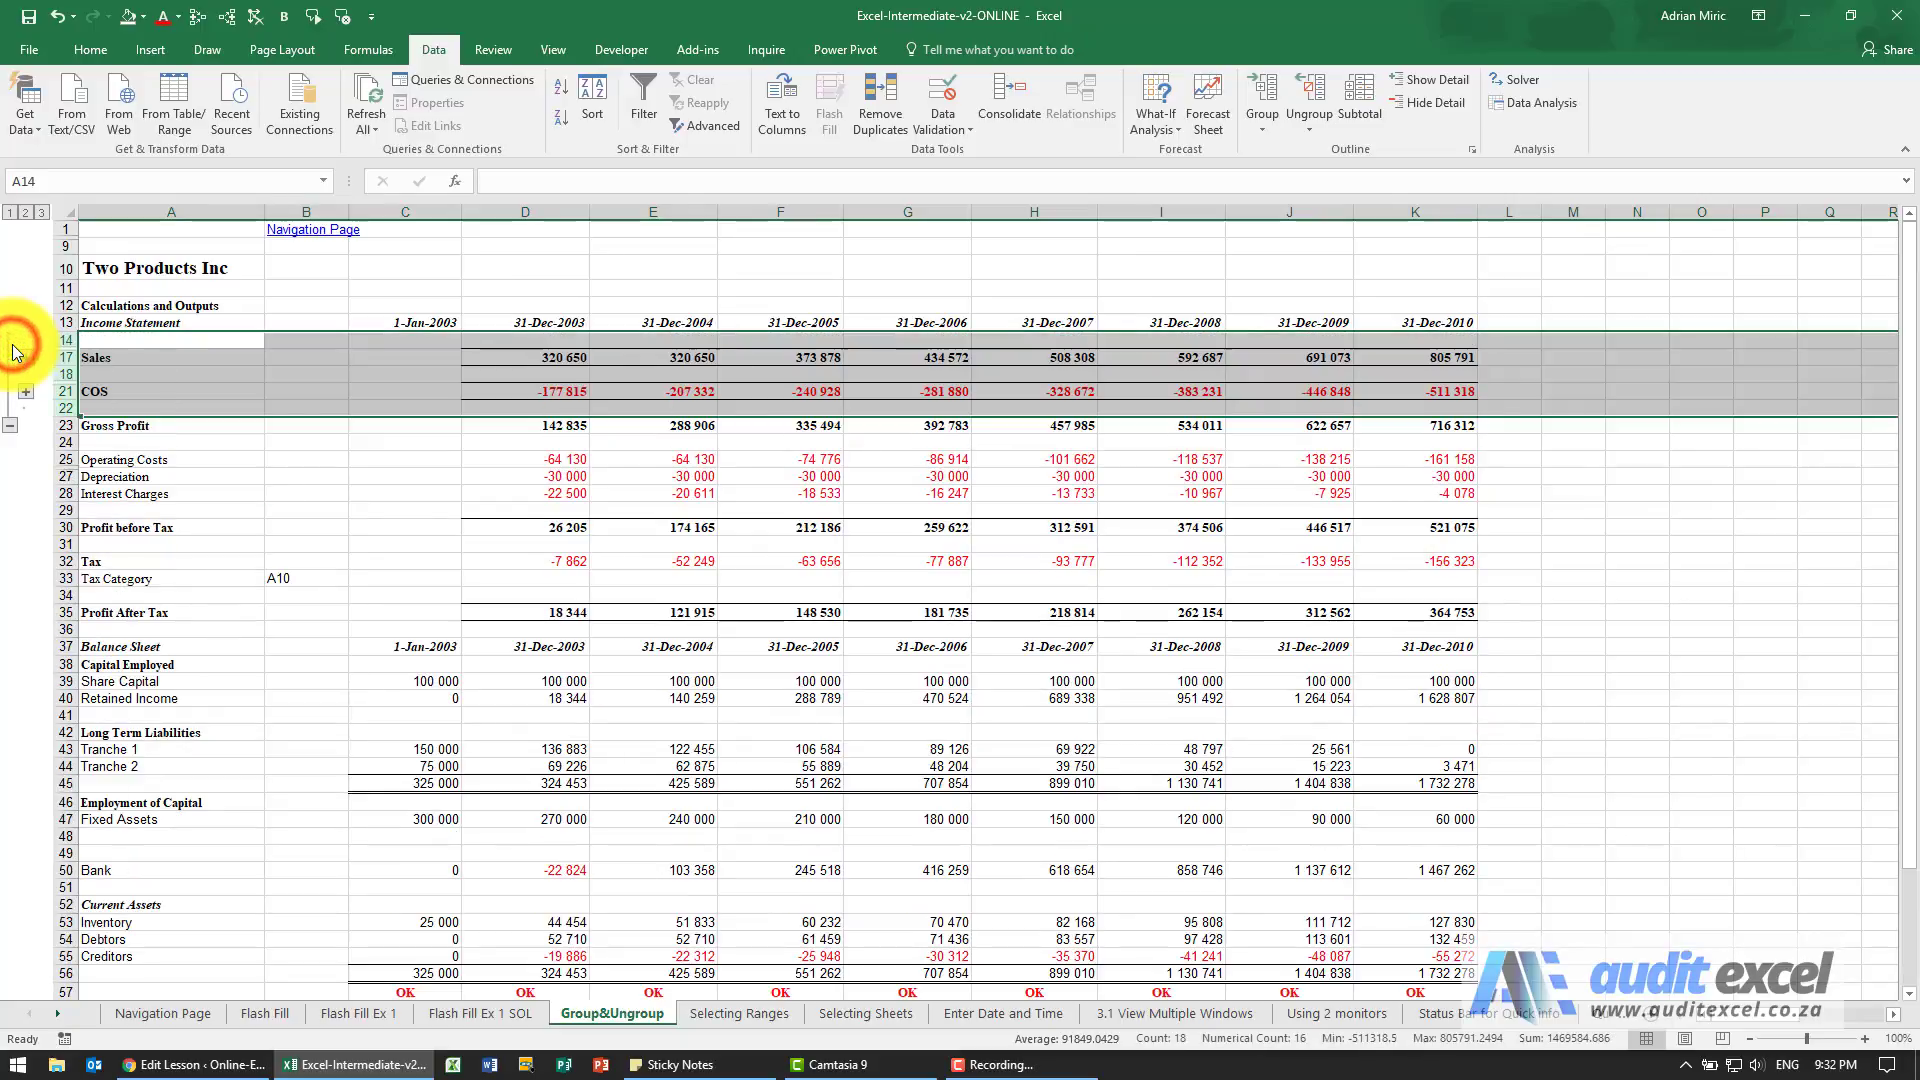 Excel-Intermediate-v2-ONLINE - Excel
Adrian Miric
File Home Insert Draw Page Layout Formulas Data Review View Developer Add-ins Inquire Power Pivot Tell me what you want to do Share
Get Data From Text/CSV From Web From Table/Range Recent Sources Existing Connections
Get & Transform Data
Refresh All Queries & Connections Properties Edit Links
Queries & Connections
Sort Filter Clear Reapply Advanced
Sort & Filter
Text to Columns Flash Fill Remove Duplicates Data Validation Consolidate Relationships
Data Tools
What-If Analysis Forecast Sheet
Forecast
Group Ungroup Subtotal Show Detail Hide Detail
Outline
Solver Data Analysis
Analysis
A14
1 2 3 A B C D E F G H I J K L M N O P Q R
1 Navigation Page
9
10 Two Products Inc
11
12 Calculations and Outputs
13 Income Statement 1-Jan-2003 31-Dec-2003 31-Dec-2004 31-Dec-2005 31-Dec-2006 31-Dec-2007 31-Dec-2008 31-Dec-2009 31-Dec-2010
14
17 Sales 320 650 320 650 373 878 434 572 508 308 592 687 691 073 805 791
18
21 COS -177 815 -207 332 -240 928 -281 880 -328 672 -383 231 -446 848 -511 318
22
23 Gross Profit 142 835 288 906 335 494 392 783 457 985 534 011 622 657 716 312
24
25 Operating Costs -64 130 -64 130 -74 776 -86 914 -101 662 -118 537 -138 215 -161 158
27 Depreciation -30 000 -30 000 -30 000 -30 000 -30 000 -30 000 -30 000 -30 000
28 Interest Charges -22 500 -20 611 -18 533 -16 247 -13 733 -10 967 -7 925 -4 078
29
30 Profit before Tax 26 205 174 165 212 186 259 622 312 591 374 506 446 517 521 075
31
32 Tax -7 862 -52 249 -63 656 -77 887 -93 777 -112 352 -133 955 -156 323
33 Tax Category A10
34
35 Profit After Tax 18 344 121 915 148 530 181 735 218 814 262 154 312 562 364 753
36
37 Balance Sheet 1-Jan-2003 31-Dec-2003 31-Dec-2004 31-Dec-2005 31-Dec-2006 31-Dec-2007 31-Dec-2008 31-Dec-2009 31-Dec-2010
38 Capital Employed
39 Share Capital 100 000 100 000 100 000 100 000 100 000 100 000 100 000 100 000 100 000
40 Retained Income 0 18 344 140 259 288 789 470 524 689 338 951 492 1 264 054 1 628 807
41
42 Long Term Liabilities
43 Tranche 1 150 000 136 883 122 455 106 584 89 126 69 922 48 797 25 561 0
44 Tranche 2 75 000 69 226 62 875 55 889 48 204 39 750 30 452 15 223 3 471
45 325 000 324 453 425 589 551 262 707 854 899 010 1 130 741 1 404 838 1 732 278
46 Employment of Capital
47 Fixed Assets 300 000 270 000 240 000 210 000 180 000 150 000 120 000 90 000 60 000
48
49
50 Bank 0 -22 824 103 358 245 518 416 259 618 654 858 746 1 137 612 1 467 262
51
52 Current Assets
53 Inventory 25 000 44 454 51 833 60 232 70 470 82 168 95 808 111 712 127 830
54 Debtors 0 52 710 52 710 61 459 71 436 83 557 97 428 113 601 132 459
55 Creditors 0 -19 886 -22 312 -25 948 -30 312 -35 370 -41 241 -48 087 -55 272
56 325 000 324 453 425 589 551 262 707 854 899 010 1 130 741 1 404 838 1 732 278
57 OK OK OK OK OK OK OK OK OK
audit excel
www.auditexcel.co.za
Navigation Page Flash Fill Flash Fill Ex 1 Flash Fill Ex 1 SOL Group&Ungroup Selecting Ranges Selecting Sheets Enter Date and Time 3.1 View Multiple Windows Using 2 monitors Status Bar for Quick info
Ready Average: 91849.0429 Count: 18 Numerical Count: 16 Min: -511318.5 Max: 805791.2494 Sum: 1469584.686 100%
Edit Lesson ‹ Online-E... Excel-Intermediate-v2... Sticky Notes Camtasia 9 Recording... ENG 9:32 PM